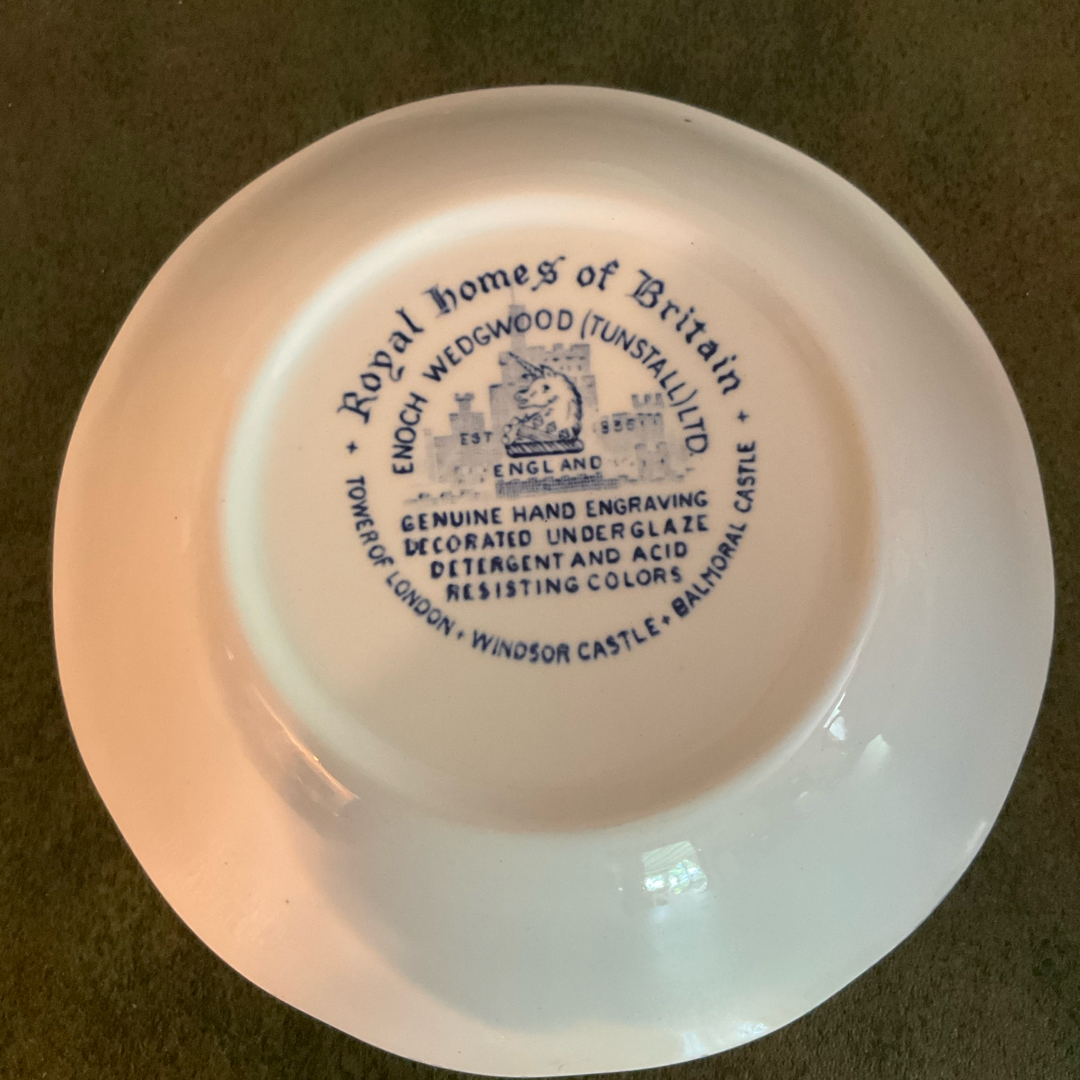 Royal homes of Britain
ENOCH WEDGWOOD (TUNSTALL) LTD.
EST 1835
ENGLAND
GENUINE HAND ENGRAVING
DECORATED UNDERGLAZE
DETERGENT AND ACID
RESISTING COLORS
TOWER OF LONDON + WINDSOR CASTLE + BALMORAL CASTLE